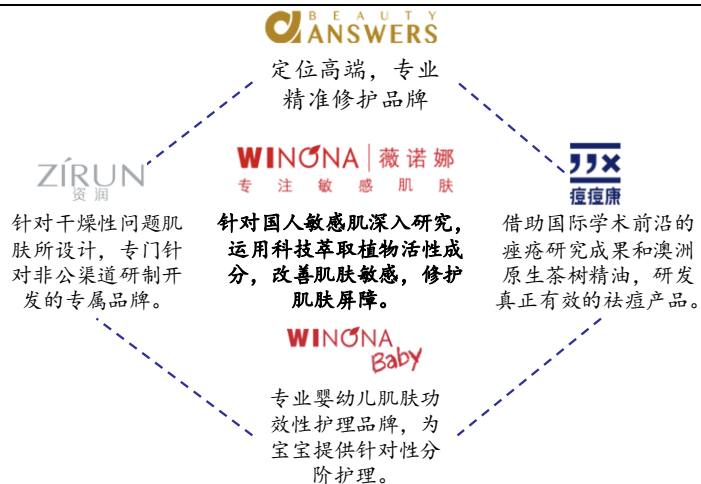 BEAUTY
ANSWERS
定位高端，专业
精准修护品牌
ZIRUN
资润
针对干燥性问题肌
肤所设计，专门针
对非公渠道研制开
发的专属品牌。
WINONA|薇诺娜
专注敏感肌肤
针对国人敏感肌深入研究，
运用科技萃取植物活性成
分，改善肌肤敏感，修护
肌肤屏障。
痘痘康
借助国际学术前沿的
痤疮研究成果和澳洲
原生茶树精油，研发
真正有效的祛痘产品。
WINONA
Baby
专业婴幼儿肌肤功
效性护理品牌，为
宝宝提供针对性分
阶护理。